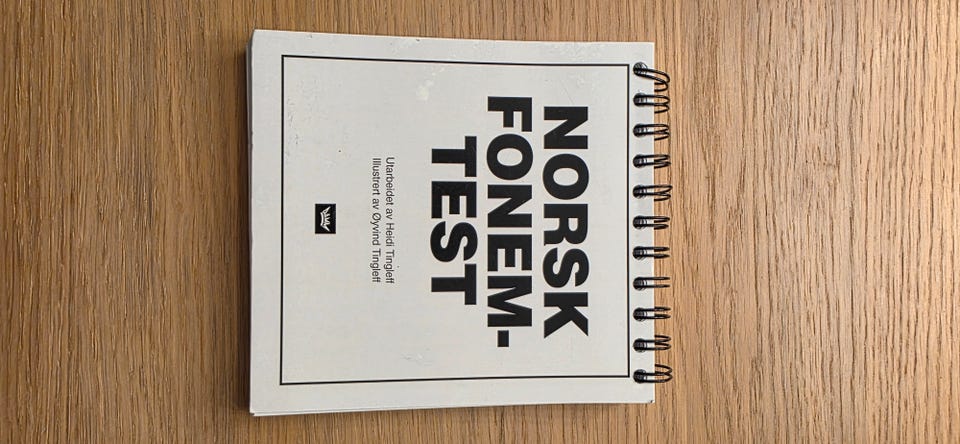 NORSK
FONEM-
TEST
Utarbeidet av Heidi Tingleff
Illustrert av Øyvind Tingleff